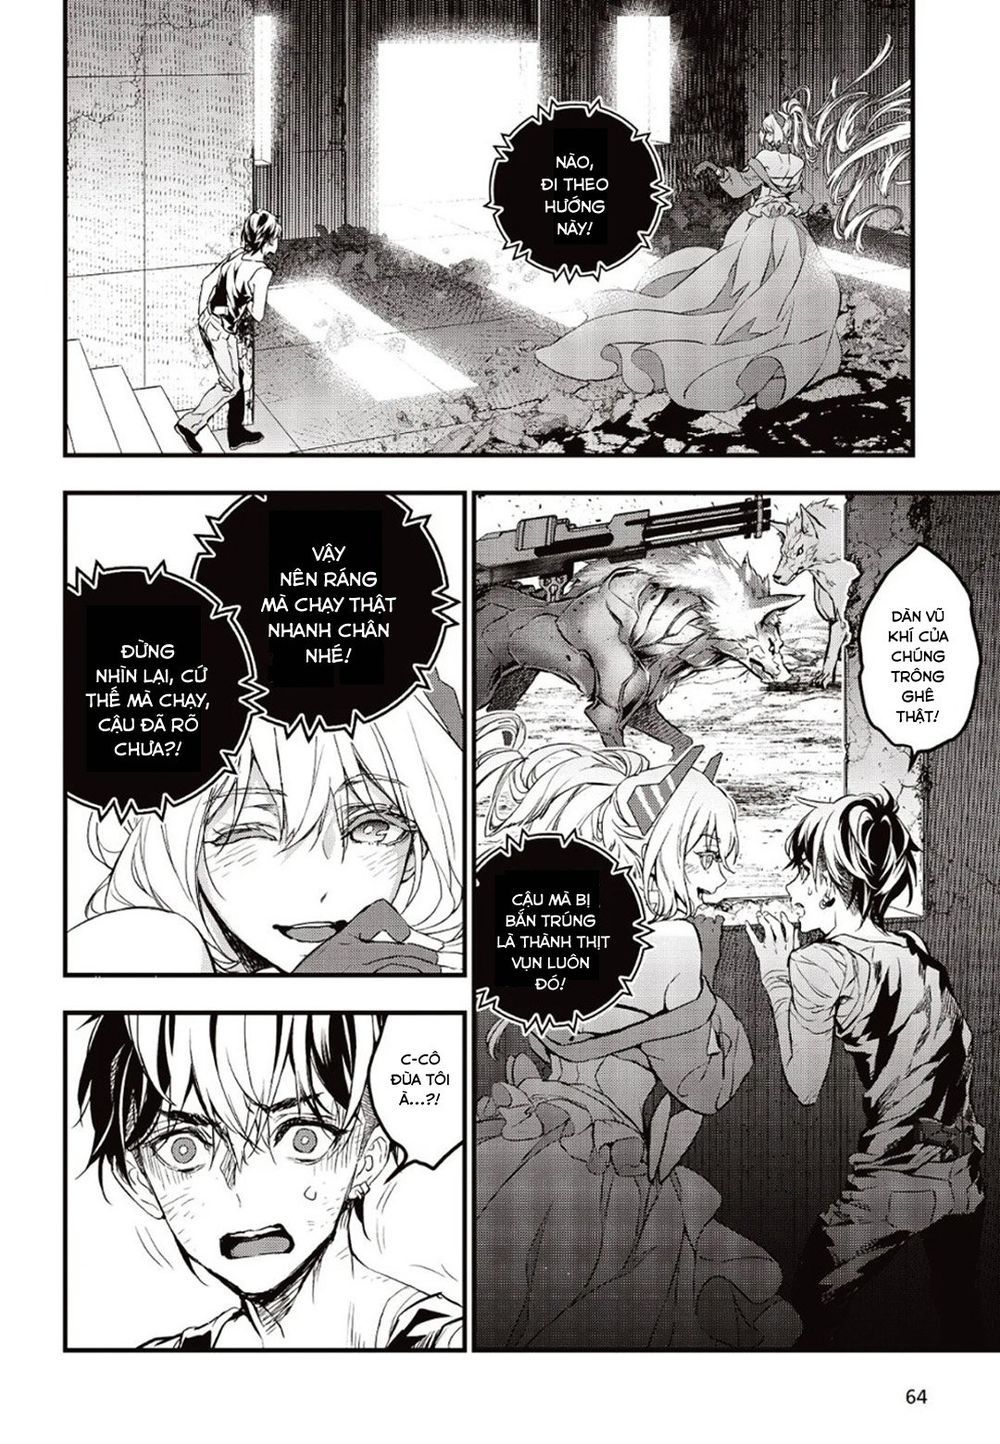 NÀO,
ĐI THEO
HƯỚNG
NÀY!
DÀN VŨ
KHÍ CỦA
CHÚNG
TRÔNG
GHÊ
THẬT!
CẬU MÀ BỊ
BẮN TRÚNG
LÀ THÀNH THỊT
VỤN LUÔN
ĐÓ!
VẬY
NÊN RÁNG
MÀ CHẠY THẬT
NHANH CHÂN
NHÉ!
ĐỪNG
NHÌN LẠI, CỨ
THẾ MÀ CHẠY,
CẬU ĐÃ RÕ
CHƯA?!
C-CÔ
ĐÙA TÔI
À...?!
64